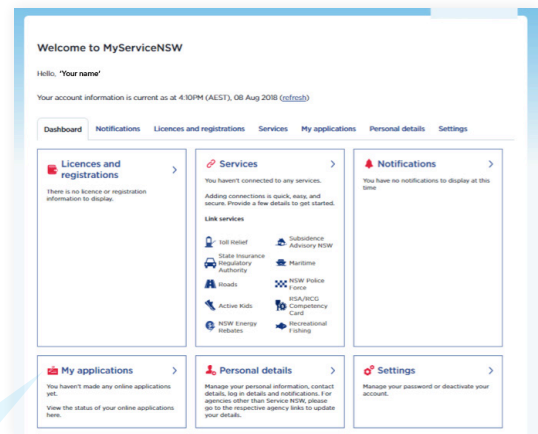 Welcome to MyServiceNSW
Hello, 'Your name'
Your account information is current as at 4:10PM (AEST), 08 Aug 2018 (refresh)
Dashboard Notifications Licences and registrations Services My applications Personal details Settings
Licences and
registrations
There is no licence or registration
information to display.
Services
You haven't connected to any services.
Adding connections is quick, easy, and
secure. Provide a few details to get started.
Link services
Toll Relief
Subsidence
Advisory NSW
State Insurance
Regulatory
Authority
Maritime
Roads
NSW Police
Force
Active Kids
RSA/RCG
Competency
Card
NSW Energy
Rebates
Recreational
Fishing
Notifications
You have no notifications to display at this
time
My applications
You haven't made any online applications
yet.
View the status of your online applications
here.
Personal details
Manage your personal information, contact
details, log in details and notifications. For
agencies other than Service NSW, please
go to the respective agency links to update
your details.
Settings
Manage your password or deactivate your
account.